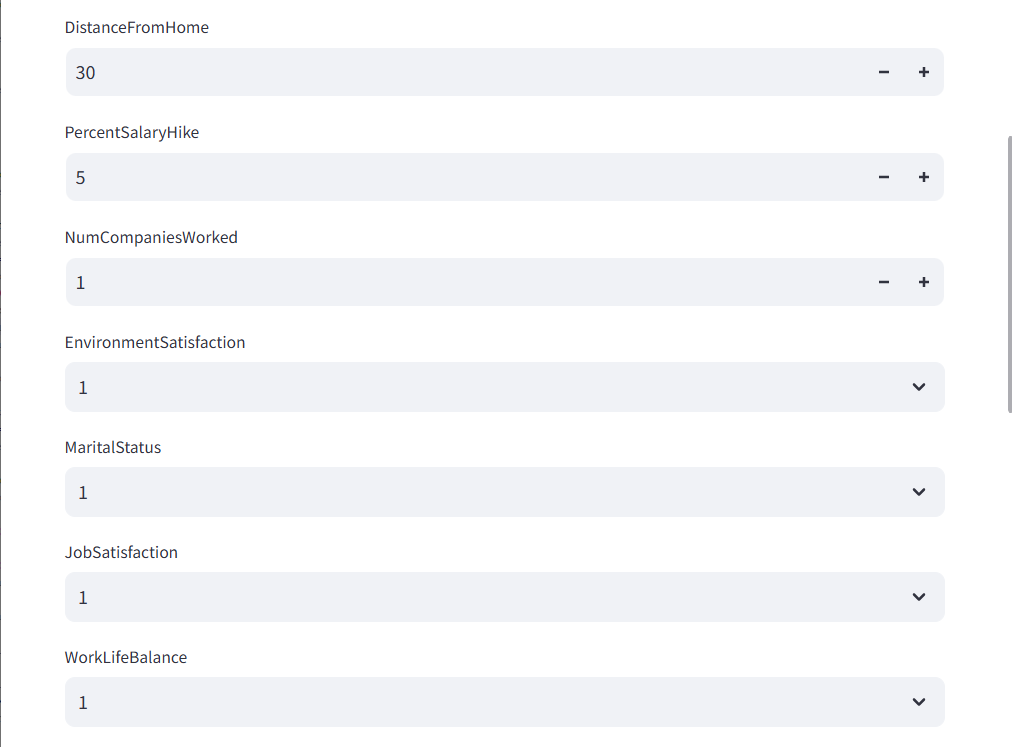 DistanceFromHome
30
PercentSalaryHike
5
NumCompaniesWorked
1
EnvironmentSatisfaction
1
MaritalStatus
1
JobSatisfaction
1
WorkLifeBalance
1